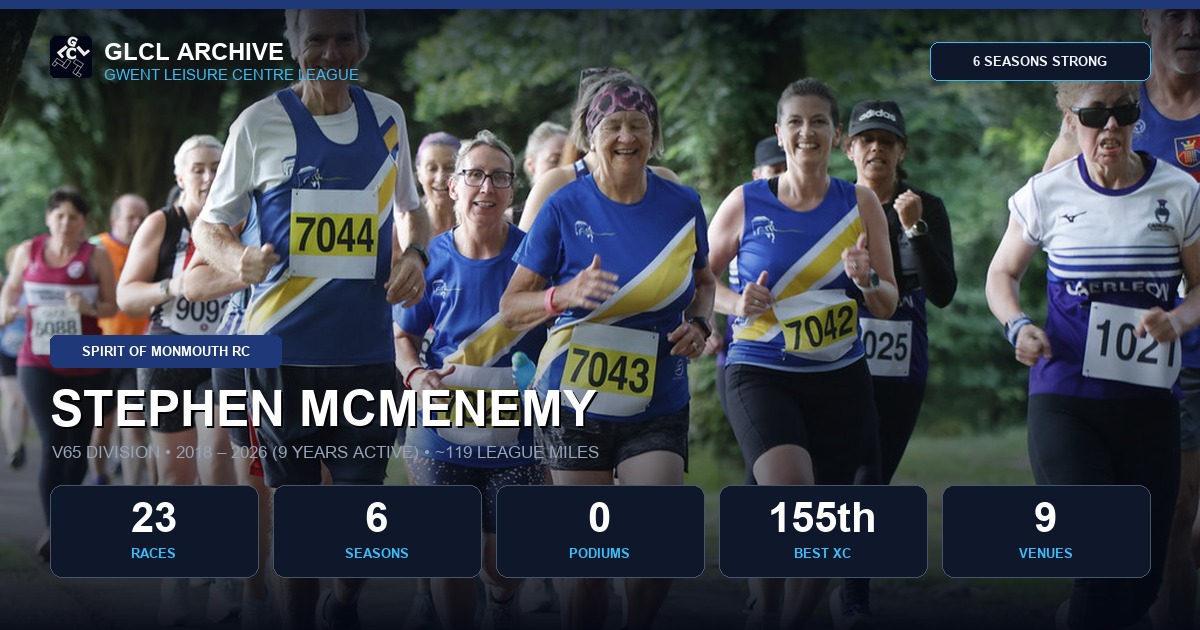 GLCL ARCHIVE
GWENT LEISURE CENTRE LEAGUE
6 SEASONS STRONG
adidas
7044
909
6088
7043
7042
025
CAERLEON
1021
SPIRIT OF MONMOUTH RC
STEPHEN MCMENEMY
V65 DIVISION • 2018 – 2026 (9 YEARS ACTIVE) • ~119 LEAGUE MILES
23
RACES
6
SEASONS
0
PODIUMS
155th
BEST XC
9
VENUES